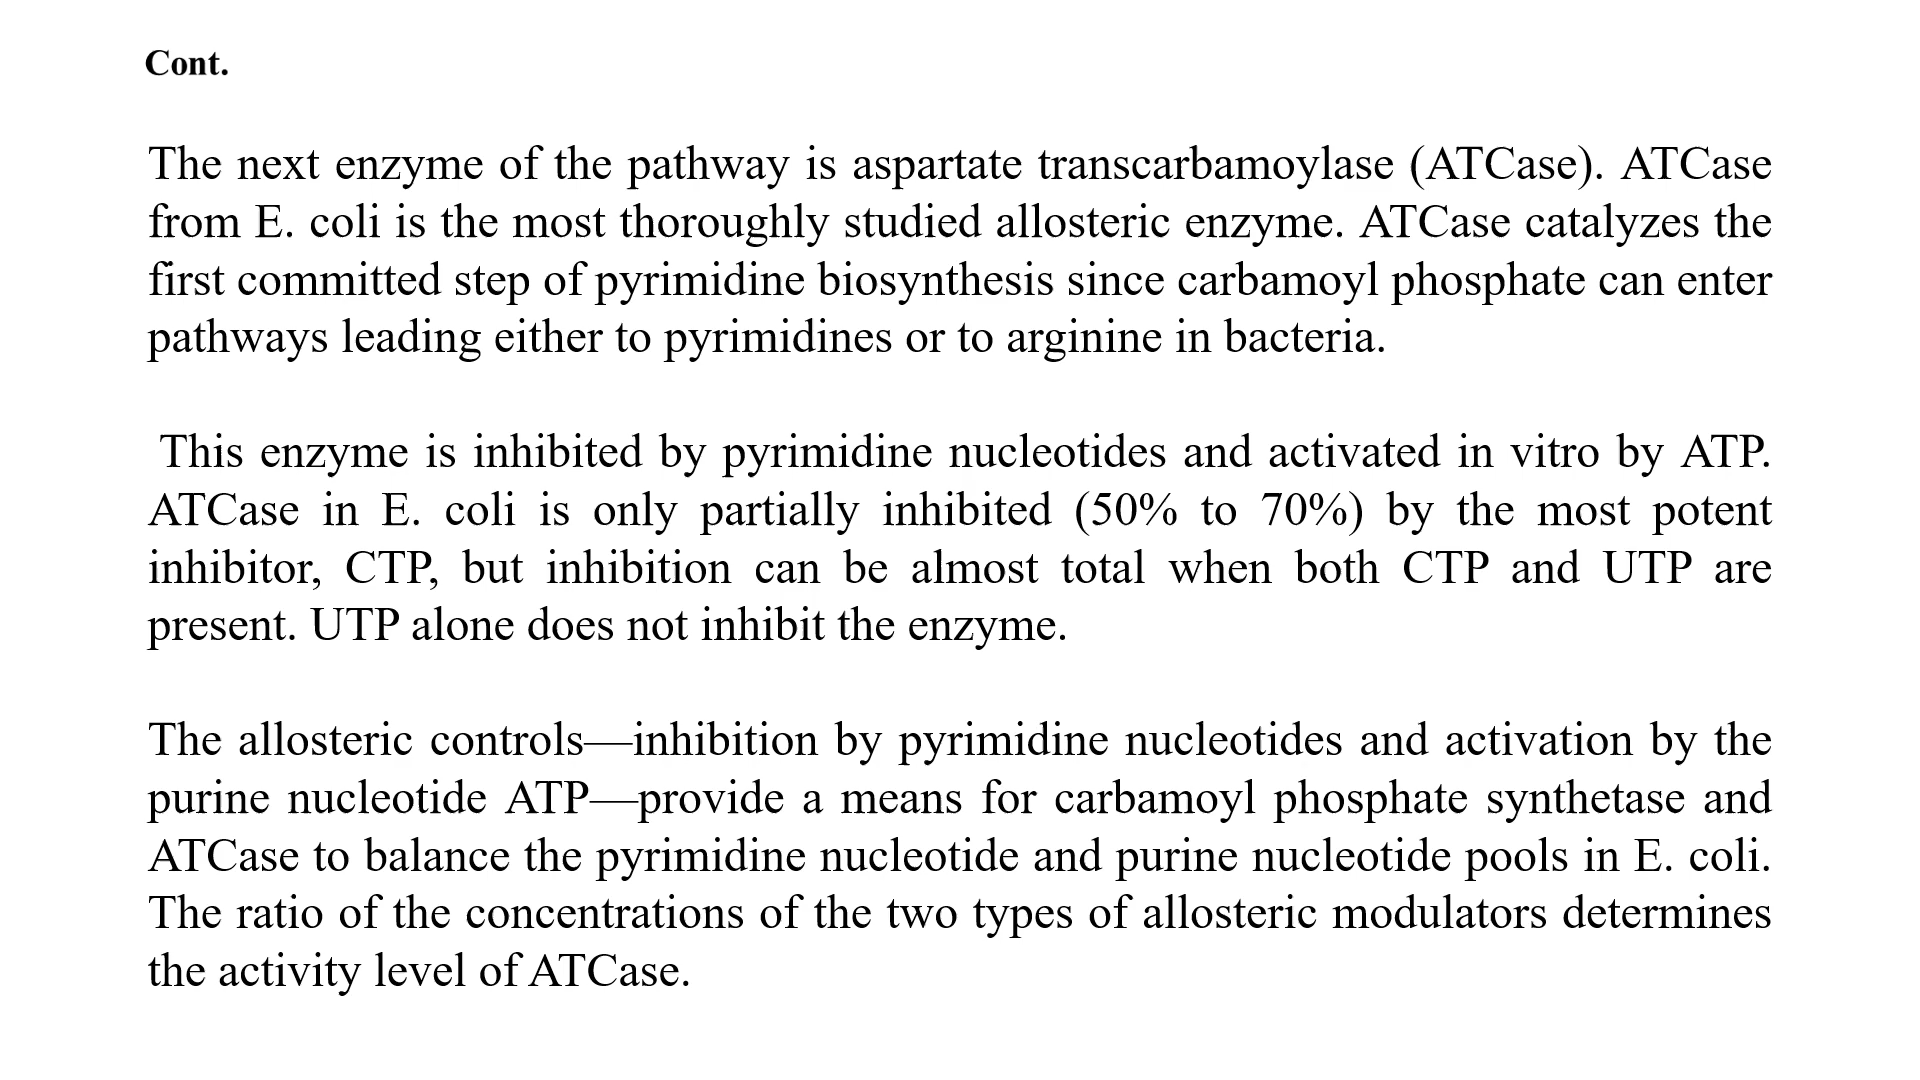 Cont.
The next enzyme of the pathway is aspartate transcarbamoylase (ATCase). ATCase
from E. coli is the most thoroughly studied allosteric enzyme. ATCase catalyzes the
first committed step of pyrimidine biosynthesis since carbamoyl phosphate can enter
pathways leading either to pyrimidines or to arginine in bacteria.
This enzyme is inhibited by pyrimidine nucleotides and activated in vitro by ATP.
ATCase in E. coli is only partially inhibited (50% to 70%) by the most potent
inhibitor, CTP, but inhibition can be almost total when both CTP and UTP are
present. UTP alone does not inhibit the enzyme.
The allosteric controls—inhibition by pyrimidine nucleotides and activation by the
purine nucleotide ATP—provide a means for carbamoyl phosphate synthetase and
ATCase to balance the pyrimidine nucleotide and purine nucleotide pools in E. coli.
The ratio of the concentrations of the two types of allosteric modulators determines
the activity level of ATCase.